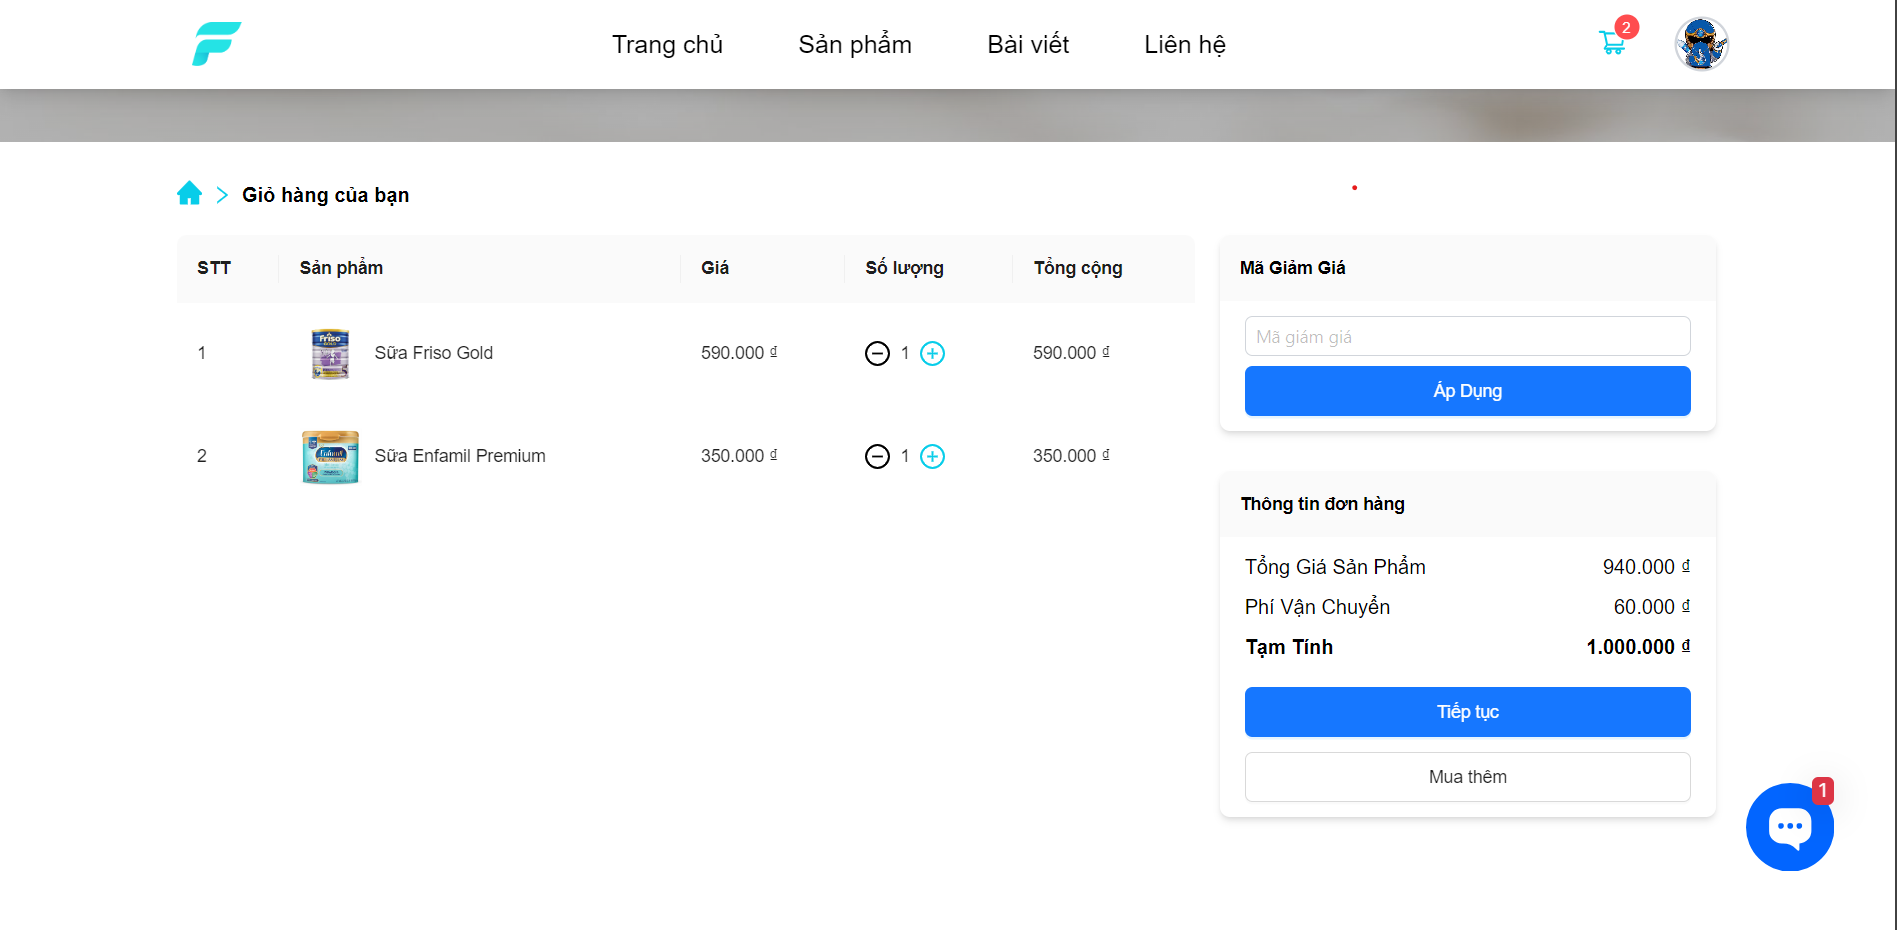 Trang chủ Sản phẩm Bài viết Liên hệ 2
Giỏ hàng của bạn
STT Sản phẩm Giá Số lượng Tổng cộng
1 Sữa Friso Gold 590.000 ₫ 1 590.000 ₫
2 Sữa Enfamil Premium 350.000 ₫ 1 350.000 ₫
Mã Giảm Giá
Mã giảm giá
Áp Dụng
Thông tin đơn hàng
Tổng Giá Sản Phẩm 940.000 ₫
Phí Vận Chuyển 60.000 ₫
Tạm Tính 1.000.000 ₫
Tiếp tục
Mua thêm
1